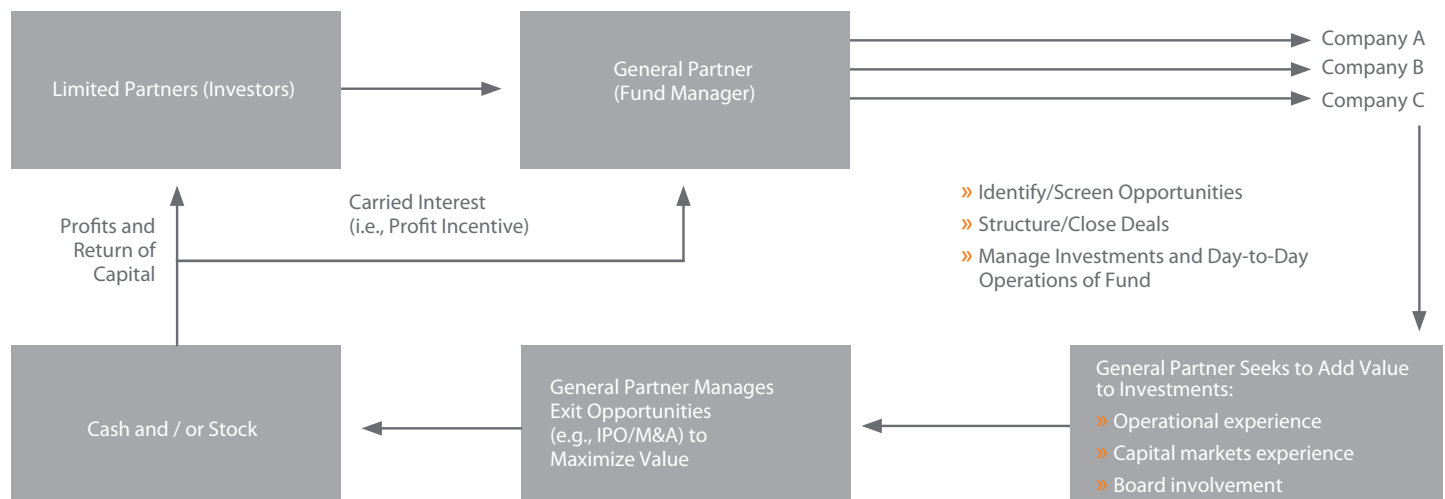 Limited Partners (Investors)
General Partner
(Fund Manager)
Company A
Company B
Company C
Profits and
Return of
Capital
Carried Interest
(i.e., Profit Incentive)
» Identify/Screen Opportunities
» Structure/Close Deals
» Manage Investments and Day-to-Day
Operations of Fund
Cash and / or Stock
General Partner Manages
Exit Opportunities
(e.g., IPO/M&A) to
Maximize Value
General Partner Seeks to Add Value
to Investments:
» Operational experience
» Capital markets experience
» Board involvement